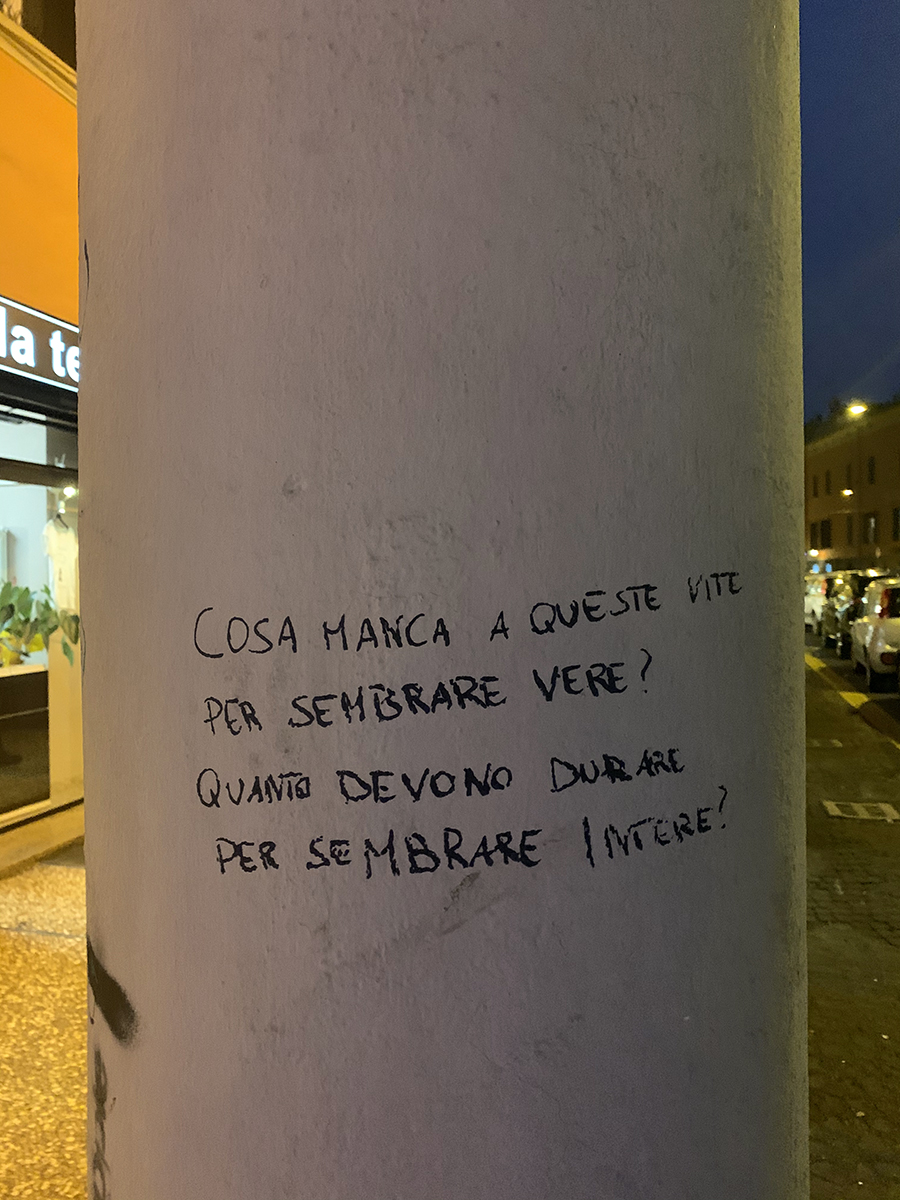 la te
COSA MANCA A QUESTE VITE
PER SEMBRARE VERE?
QUANTO DEVONO DURARE
PER SEMBRARE INTERE?